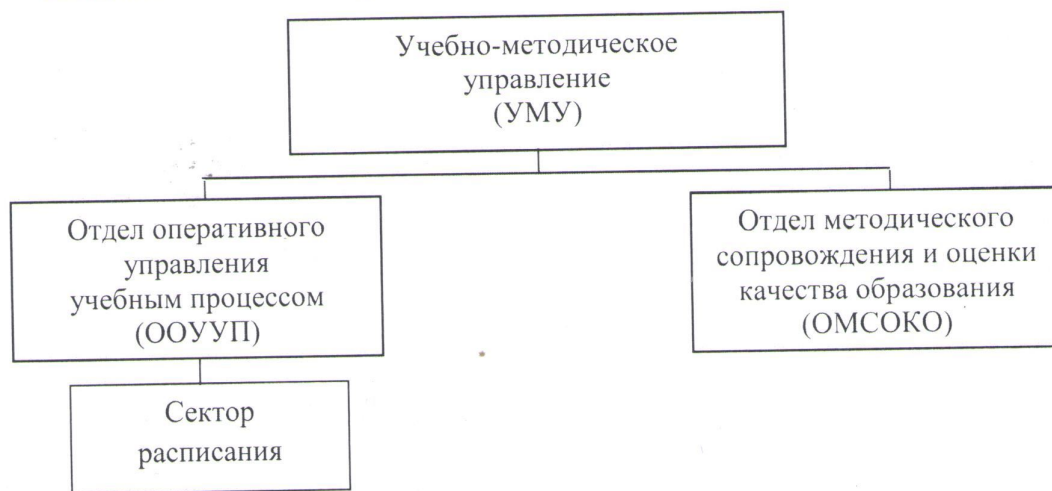 Учебно-методическое
управление
(УМУ)
Отдел оперативного
управления
учебным процессом
(ООУУП)
Отдел методического
сопровождения и оценки
качества образования
(ОМСОКО)
Сектор
расписания